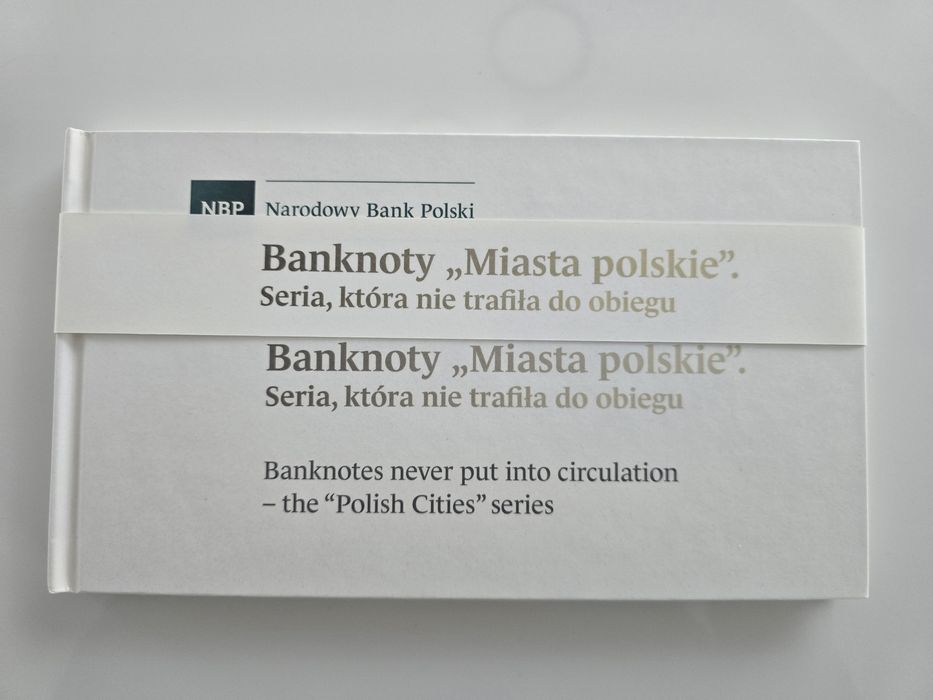 NBP Narodowy Bank Polski
Banknoty „Miasta polskie”.
Seria, która nie trafiła do obiegu
Banknoty „Miasta polskie”.
Seria, która nie trafiła do obiegu
Banknotes never put into circulation
– the “Polish Cities” series